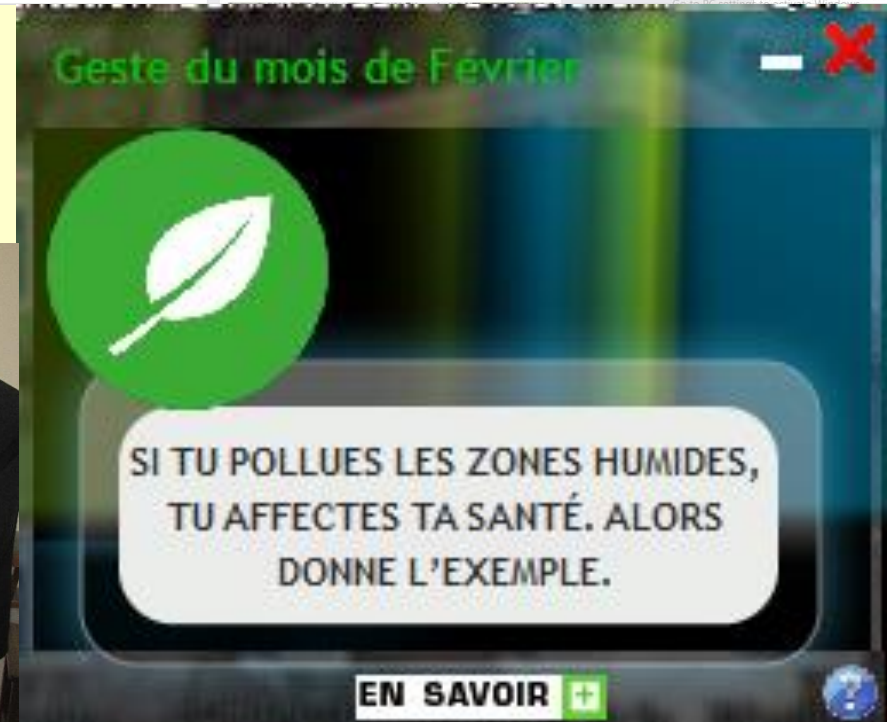 Geste du mois de Février
SI TU POLLUES LES ZONES HUMIDES,
TU AFFECTES TA SANTÉ. ALORS
DONNE L'EXEMPLE.
EN SAVOIR +
?